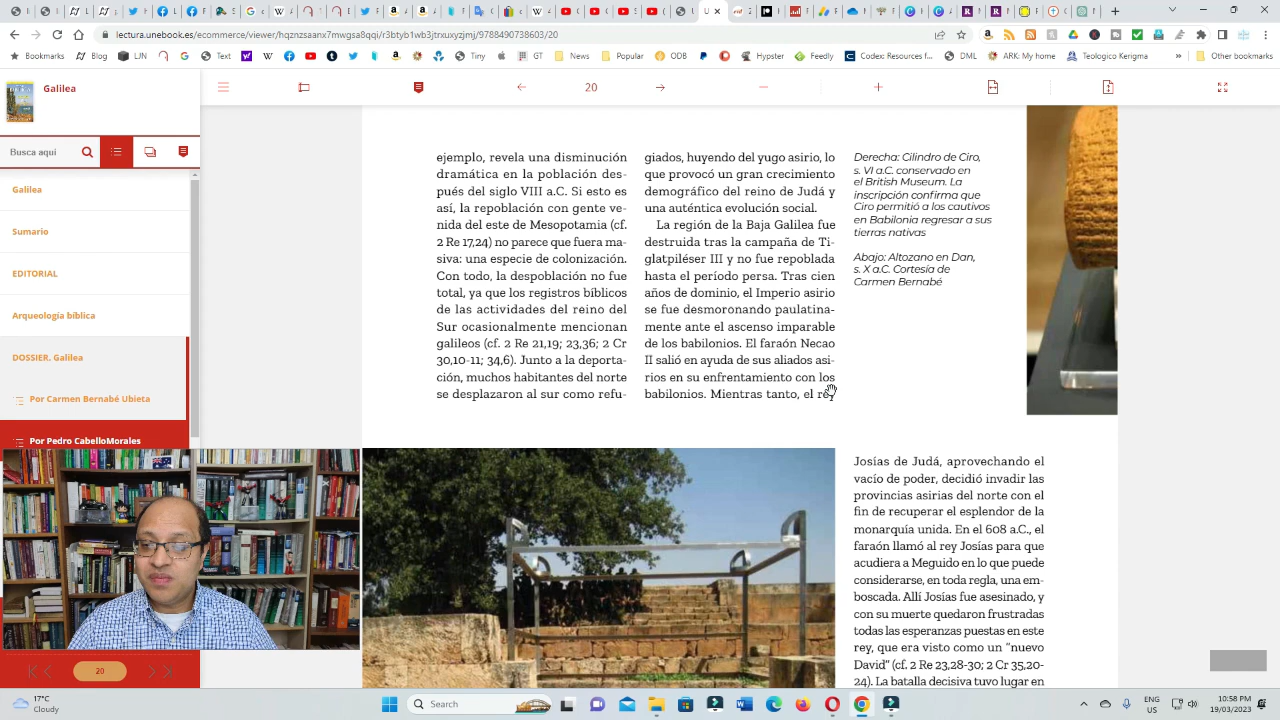 Galilea
20
Busca aquí
Galilea
Sumario
EDITORIAL
Arqueología bíblica
DOSSIER. Galilea
Por Carmen Bernabé Ubieta
Por Pedro CabelloMorales
20
lectura.unebook.es/ecommerce/viewer/hqznzsaanx7mwgsa8qqi/r3btyb1wb3jtrxuxyzjmj/9788490738603/20
Blogs
BIN
LJN
Text
Tiny
Project
News
Popular
ODB
P
Hypermargins
Feedly
Codex Resources
DML
ARK: My Home
Teologico Kerigma
Other bookmarks
ejemplo, revela una disminución
dramática en la población des-
pués del siglo VIII a.C. Si esto es
así, la repoblación con gente ve-
nida del este de Mesopotamia (cf.
2 Re 17,24) no parece que fuera ma-
siva: una especie de colonización.
Con todo, la despoblación no fue
total, ya que los registros bíblicos
de las actividades del reino del
Sur ocasionalmente mencionan
galileos (cf. 2 Re 21,19; 23,36; 2 Cr
30,10-11; 34,6). Junto a la deporta-
ción, muchos habitantes del norte
se desplazaron al sur como refu-
giados, huyendo del yugo asirio, lo
que provocó un gran crecimiento
demográfico del reino de Judá y
una auténtica evolución social.
La región de la Baja Galilea fue
destruida tras la campaña de Ti-
glatpiléser III y no fue repoblada
hasta el período persa. Tras cien
años de dominio, el Imperio asirio
se fue desmoronando paulatina-
mente ante el ascenso imparable
de los babilonios. El faraón Necao
II salió en ayuda de sus aliados asi-
rios en su enfrentamiento con los
babilonios. Mientras tanto, el rey
Derecha: Cilindro de Ciro,
s. VI a.C. conservado en
el British Museum. La
inscripción confirma que
Ciro permitió a los cautivos
en Babilonia regresar a sus
tierras nativas
Abajo: Altozano en Dan,
s. X a.C. Cortesía de
Carmen Bernabé
Josías de Judá, aprovechando el
vacío de poder, decidió invadir las
provincias asirias del norte con el
fin de recuperar el esplendor de la
monarquía unida. En el 608 a.C., el
faraón llamó al rey Josías para que
acudiera a Meguido en lo que puede
considerarse, en toda regla, una em-
boscada. Allí Josías fue asesinado, y
con su muerte quedaron frustradas
todas las esperanzas puestas en este
rey, que era visto como un “nuevo
David” (cf. 2 Re 23,28-30; 2 Cr 35,20-
24). La batalla decisiva tuvo lugar en
17°C
Cloudy
Search
ENG
US
10:58 PM
19/03/2023